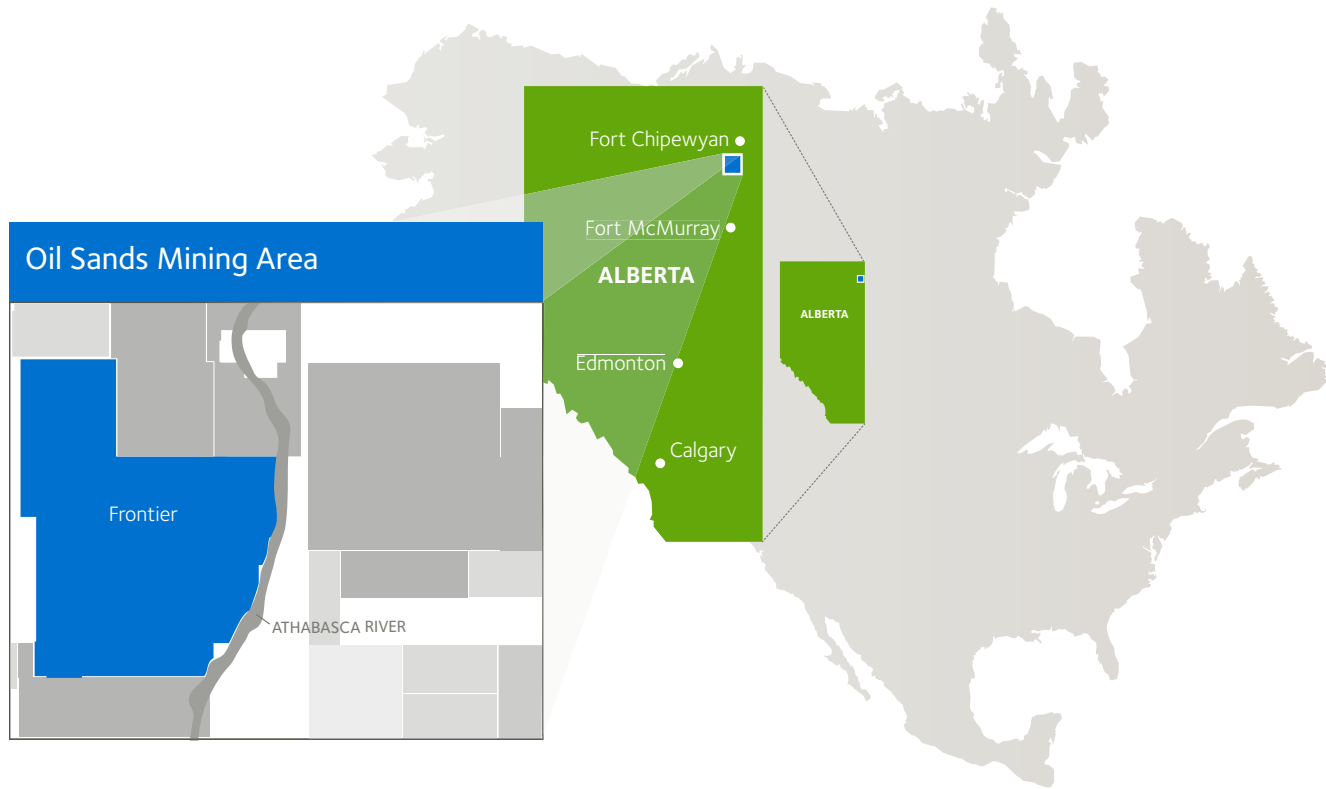 Fort Chipewyan
Fort McMurray
ALBERTA
Oil Sands Mining Area
ALBERTA
Edmonton
Calgary
Frontier
ATHABASCA RIVER